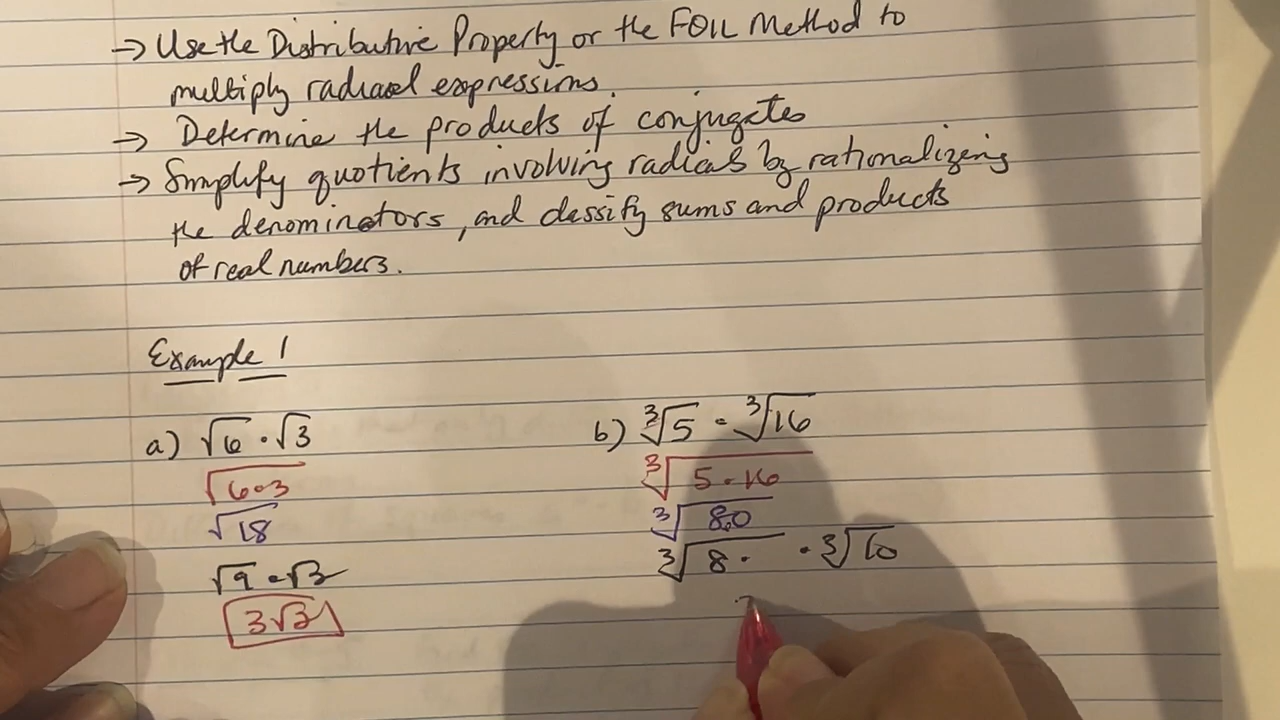 → Use the Distributive Property or the FOIL Method to
multiply radical expressions.
→ Determine the products of conjugates
→ Simplify quotients involving radicals by rationalizing
the denominators, and classify sums and products
of real numbers.
Example 1
a) √6 · √3
√6·3
√18
√9 · √2
3√2
b) ∛5 · ∛16
∛5·16
∛80
∛8· · ∛10